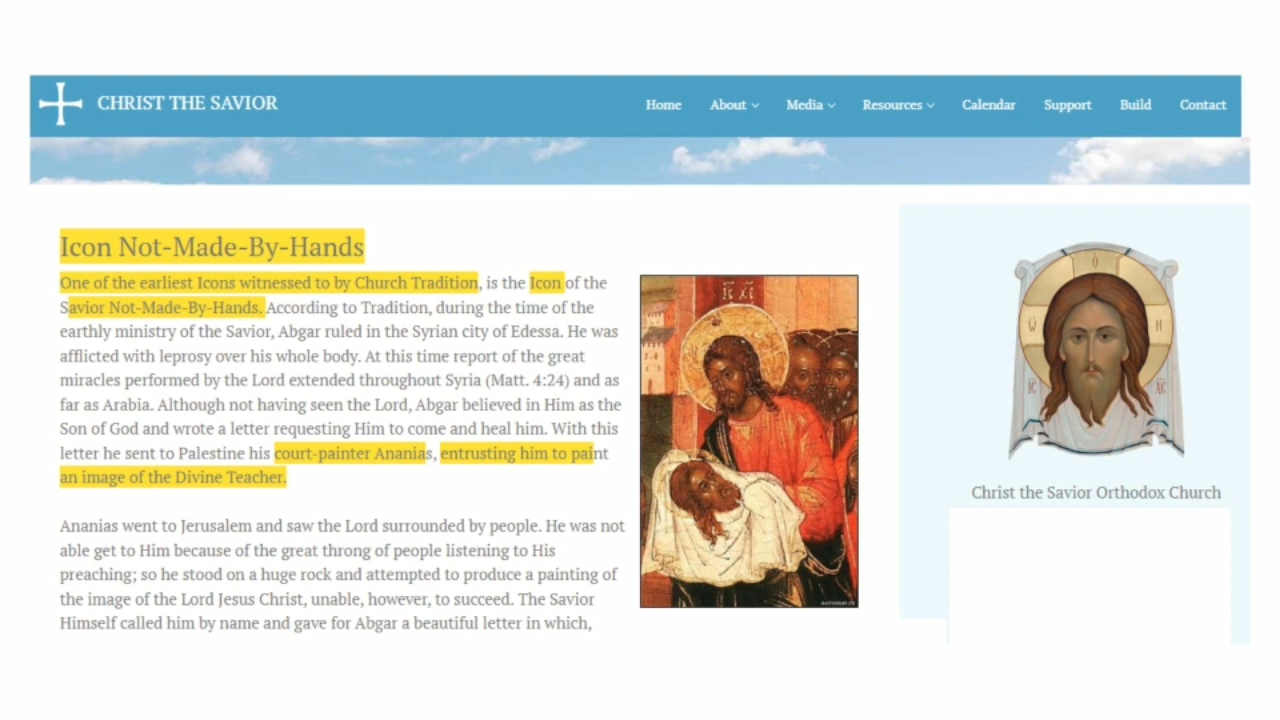 CHRIST THE SAVIOR
Home About Media Resources Calendar Support Build Contact
Icon Not-Made-By-Hands
One of the earliest Icons witnessed to by Church Tradition, is the Icon of the
Savior Not-Made-By-Hands. According to Tradition, during the time of the
earthly ministry of the Savior, Abgar ruled in the Syrian city of Edessa. He was
afflicted with leprosy over his whole body. At this time report of the great
miracles performed by the Lord extended throughout Syria (Matt. 4:24) and as
far as Arabia. Although not having seen the Lord, Abgar believed in Him as the
Son of God and wrote a letter requesting Him to come and heal him. With this
letter he sent to Palestine his court-painter Ananias, entrusting him to paint
an image of the Divine Teacher.
Ananias went to Jerusalem and saw the Lord surrounded by people. He was not
able get to Him because of the great throng of people listening to His
preaching; so he stood on a huge rock and attempted to produce a painting of
the image of the Lord Jesus Christ, unable, however, to succeed. The Savior
Himself called him by name and gave for Abgar a beautiful letter in which,
Christ the Savior Orthodox Church